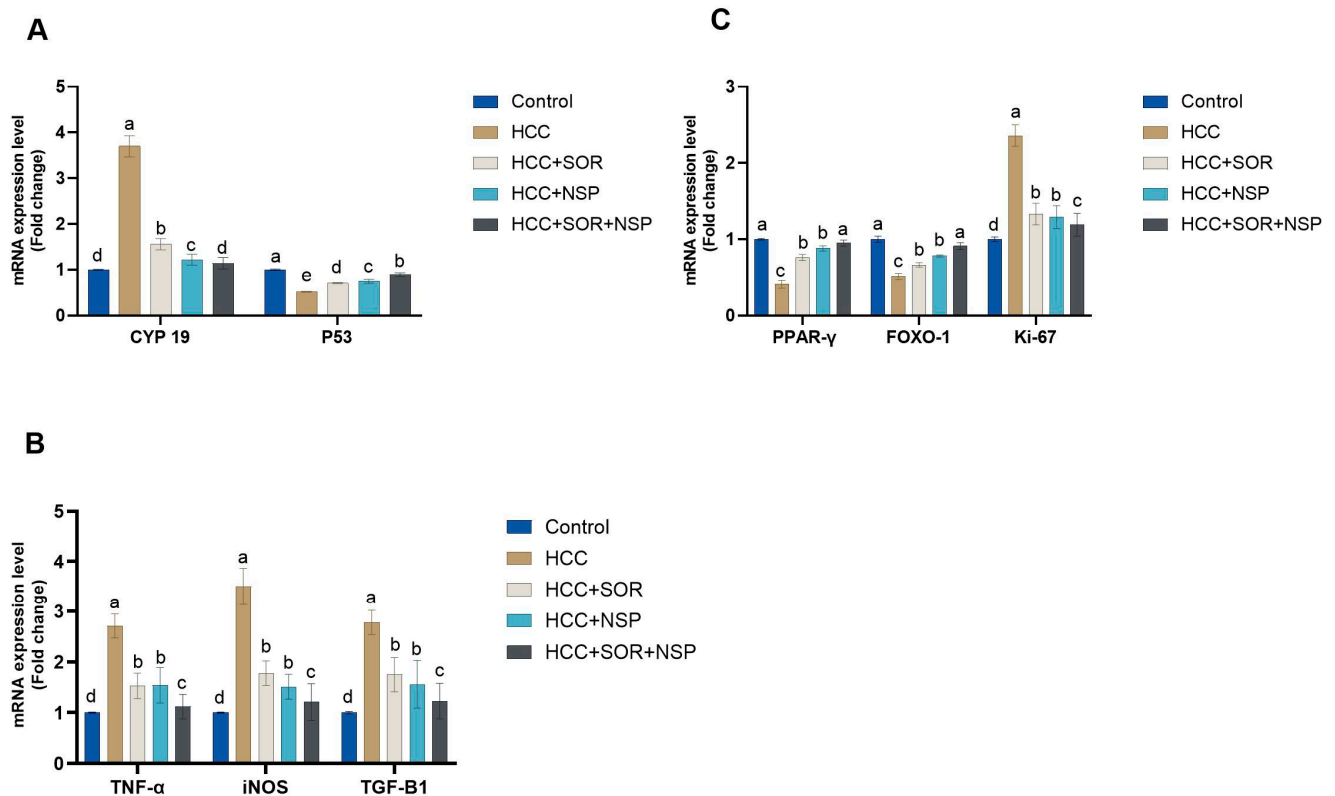 A
mRNA expression level
(Fold change)
5
4
3
2
1
0
d
a
b
c
d
a
e
d
c
b
CYP 19
P53
Control
HCC
HCC+SOR
HCC+NSP
HCC+SOR+NSP
C
mRNA expression level
(Fold change)
3
2
1
0
a
c
b
b
a
a
c
b
b
a
d
a
b
b
c
PPAR-γ
FOXO-1
Ki-67
Control
HCC
HCC+SOR
HCC+NSP
HCC+SOR+NSP
B
mRNA expression level
(Fold change)
5
4
3
2
1
0
d
a
b
b
c
d
a
b
b
c
d
a
b
b
c
TNF-α
iNOS
TGF-B1
Control
HCC
HCC+SOR
HCC+NSP
HCC+SOR+NSP